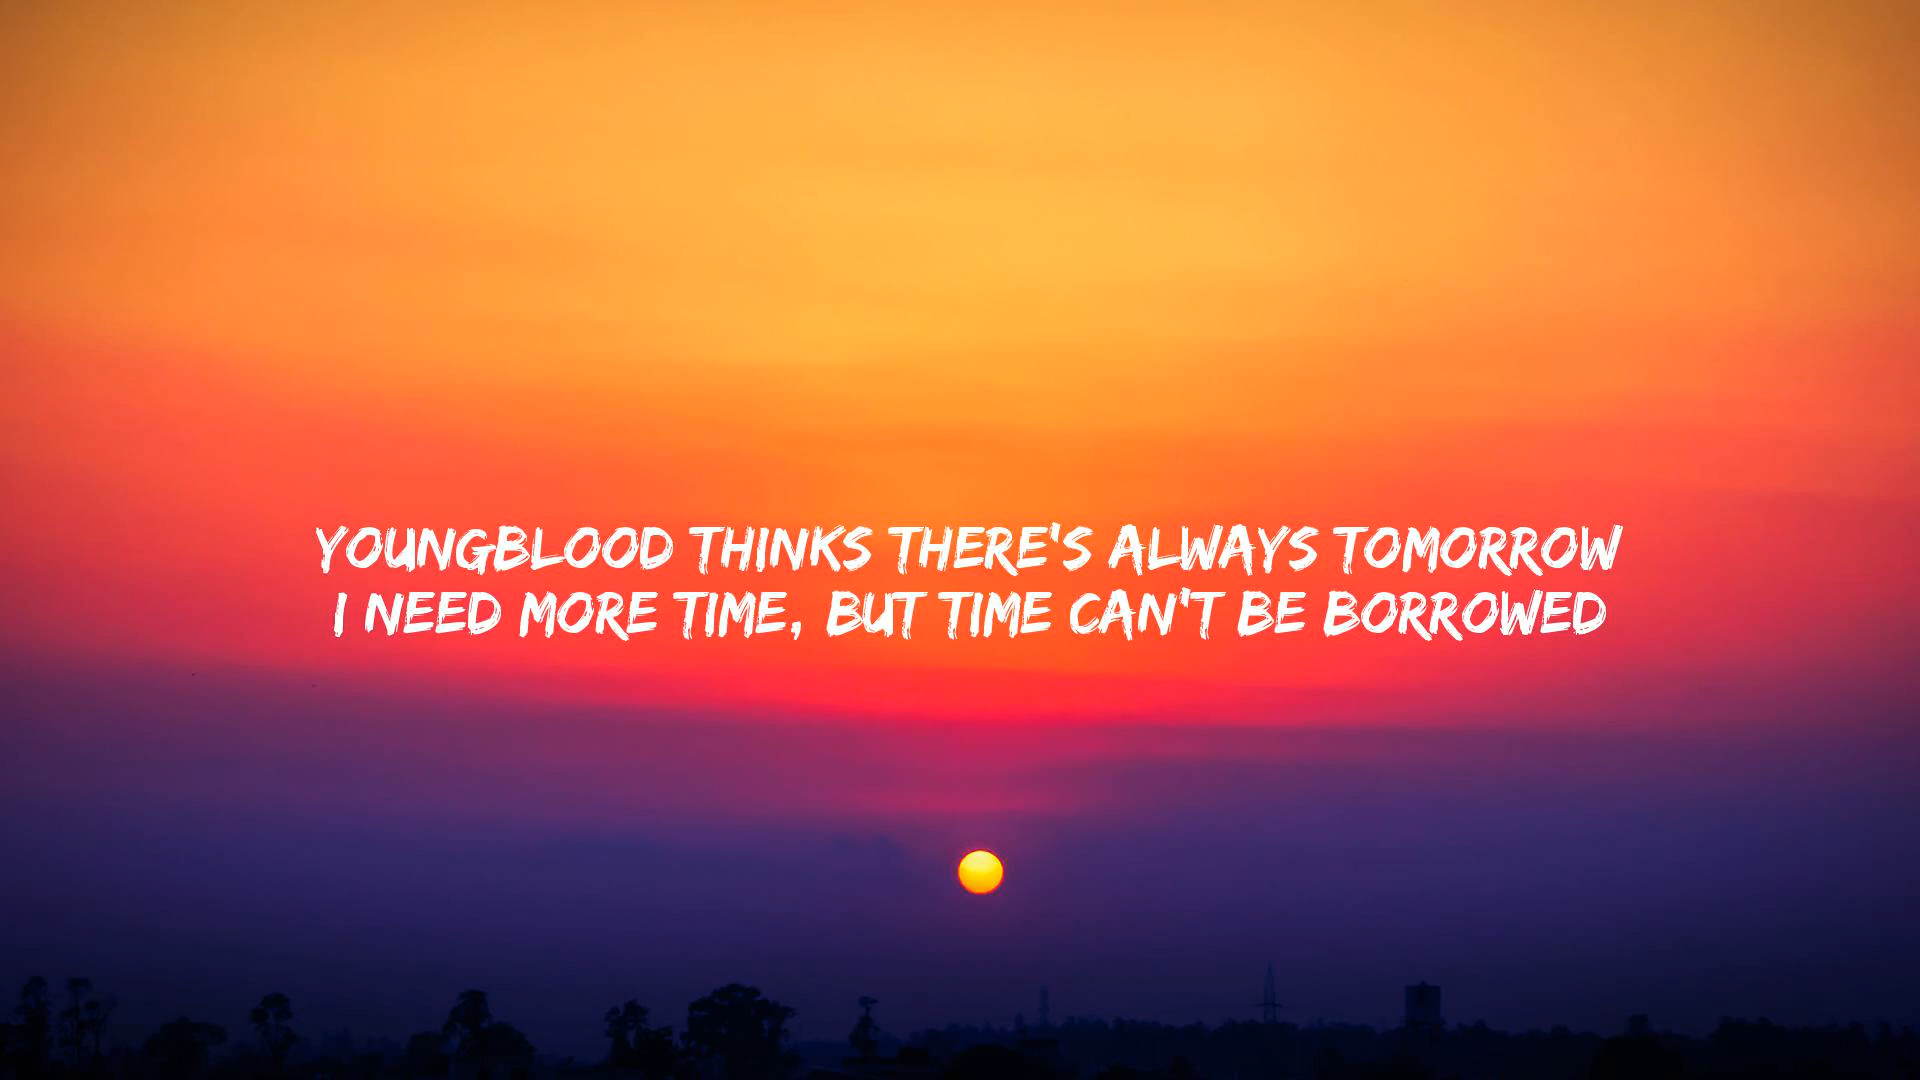 YOUNGBLOOD THINKS THERE'S ALWAYS TOMORROW
I NEED MORE TIME, BUT TIME CAN'T BE BORROWED